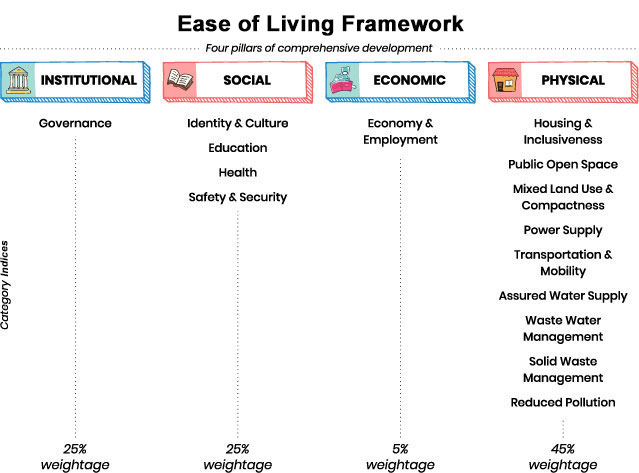 Ease of Living Framework
Four pillars of comprehensive development
INSTITUTIONAL
Governance
25%
weightage
SOCIAL
Identity & Culture
Education
Health
Safety & Security
25%
weightage
ECONOMIC
Economy &
Employment
5%
weightage
PHYSICAL
Housing &
Inclusiveness
Public Open Space
Mixed Land Use &
Compactness
Power Supply
Transportation &
Mobility
Assured Water Supply
Waste Water
Management
Solid Waste
Management
Reduced Pollution
45%
weightage
Category Indices